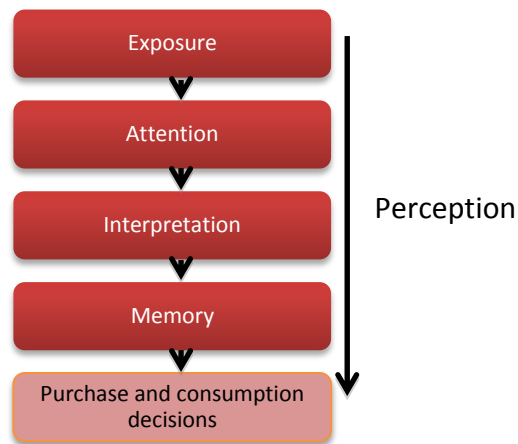 Exposure
Attention
Perception
Interpretation
Memory
Purchase and consumption
decisions